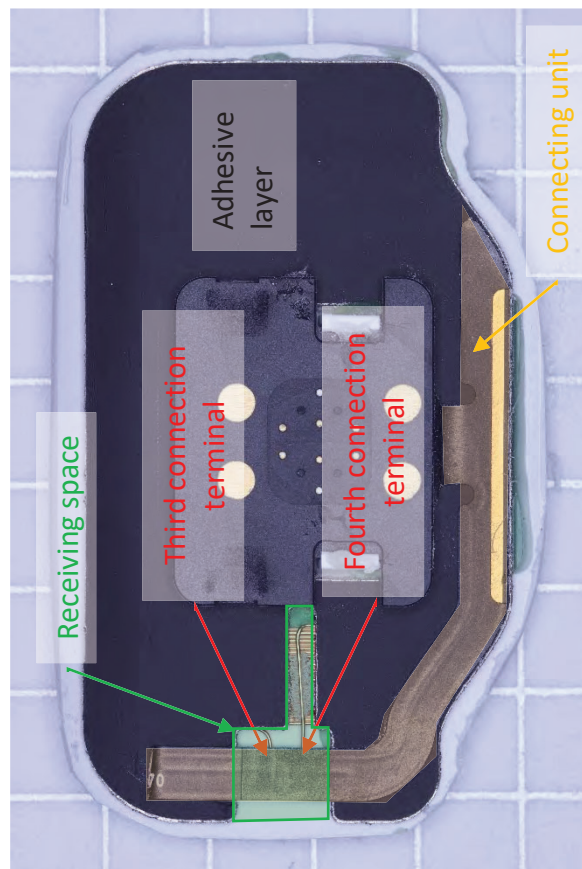 Receiving space
Third connection
terminal
Adhesive
layer
Fourth connection
terminal
Connecting unit
70